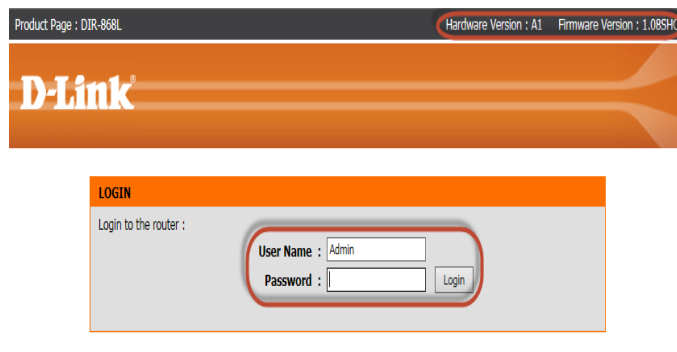 Product Page : DIR-868L Hardware Version : A1 Firmware Version : 1.08SHC
D-Link®
LOGIN
Login to the router :
User Name : Admin
Password : Login